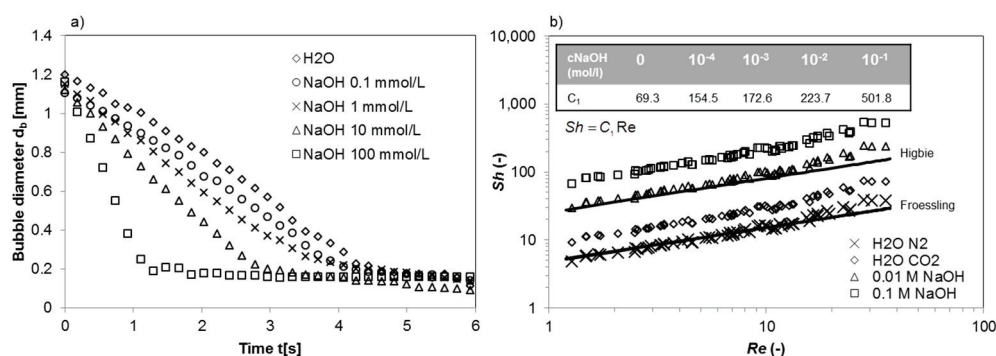 a)
Bubble diameter d_b [mm]
1.4
1.2
1.0
0.8
0.6
0.4
0.2
0.0
0
1
2
3
4
5
6
Time t[s]
H2O
NaOH 0.1 mmol/L
NaOH 1 mmol/L
NaOH 10 mmol/L
NaOH 100 mmol/L
b)
Sh (-)
10,000
1,000
100
10
1
1
10
100
Re (-)
cNaOH (mol/l) 0 10^-4 10^-3 10^-2 10^-1
C_1 69.3 154.5 172.6 223.7 501.8
Sh = C_1 Re
Higbie
Froessling
H2O N2
H2O CO2
0.01 M NaOH
0.1 M NaOH